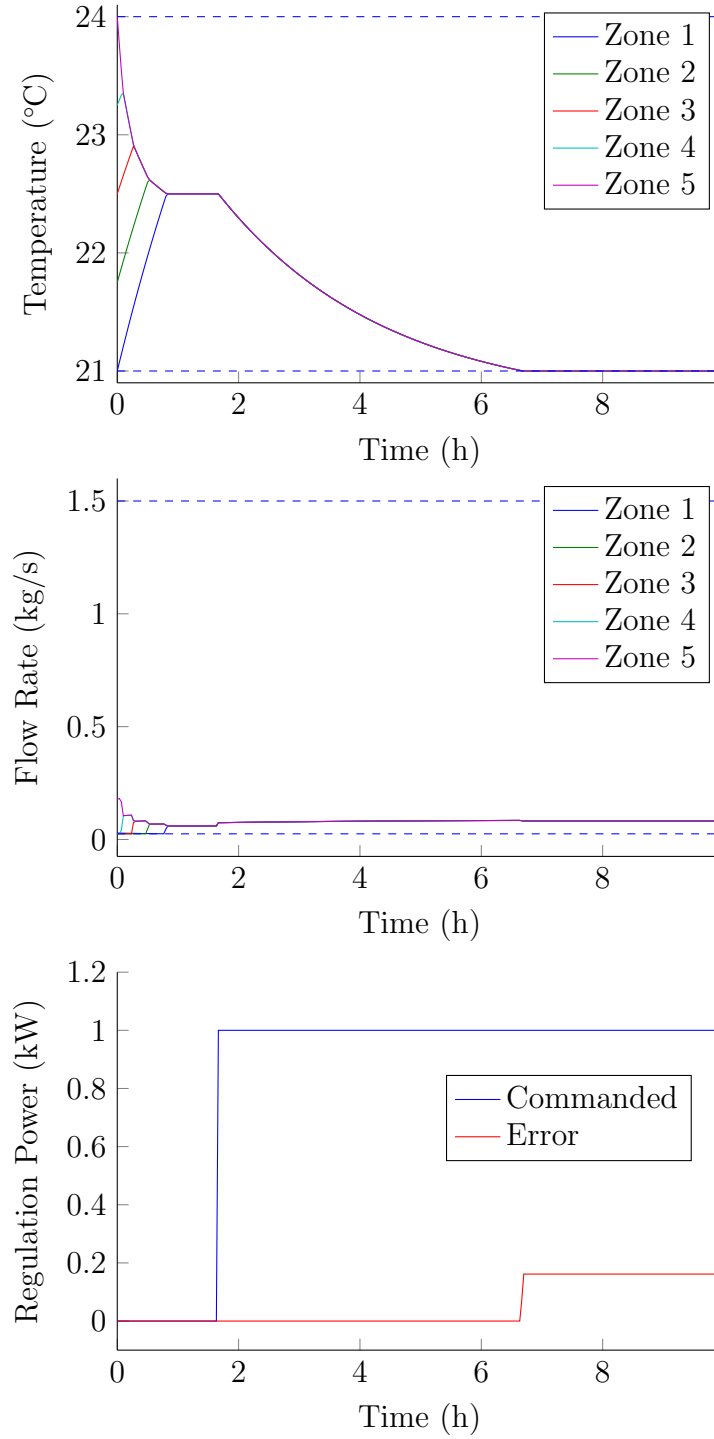 24
23
22
21
Temperature (°C)
0
2
4
6
8
Time (h)
Zone 1
Zone 2
Zone 3
Zone 4
Zone 5
1.5
1
0.5
0
Flow Rate (kg/s)
0
2
4
6
8
Time (h)
Zone 1
Zone 2
Zone 3
Zone 4
Zone 5
1.2
1
0.8
0.6
0.4
0.2
0
Regulation Power (kW)
0
2
4
6
8
Time (h)
Commanded
Error